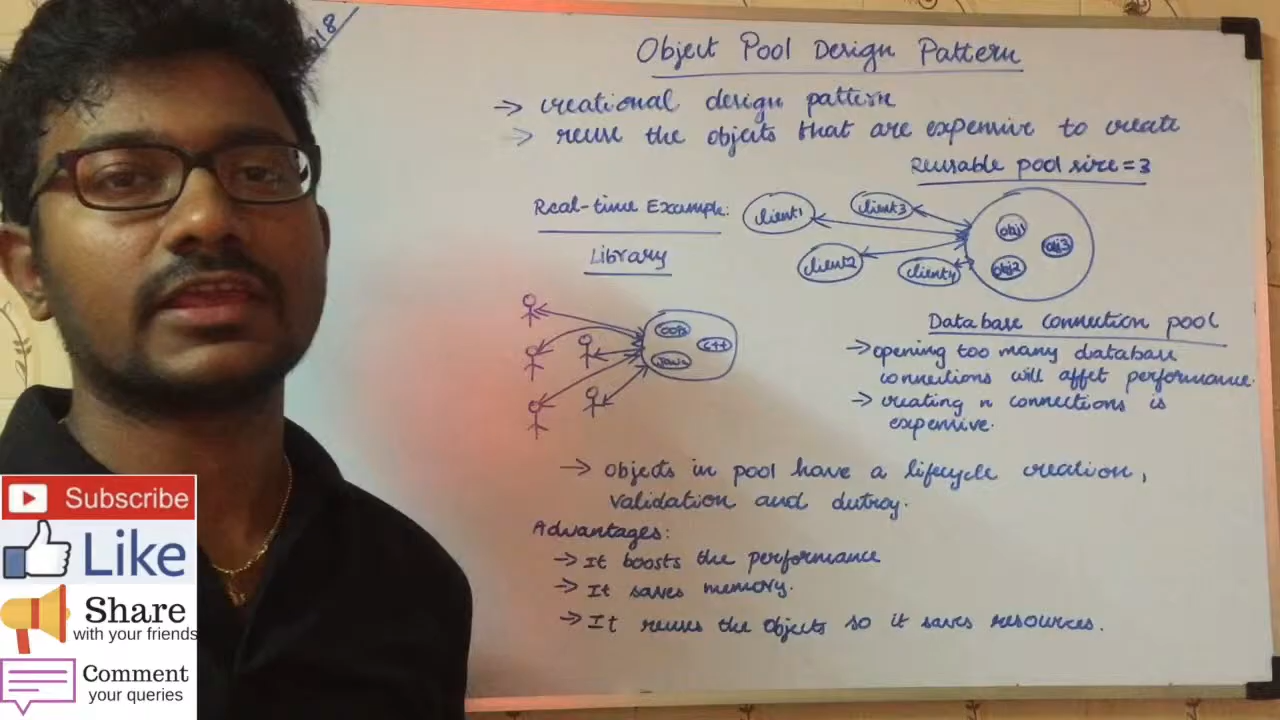 018
Object Pool Design Pattern
-> creational design pattern
-> reuse the objects that are expensive to create
Reusable pool size = 3
Real-time Example:
Library
client1
client3
client2
client4
obj1
obj3
obj2
OOPs
C++
Java
Database connection pool
-> opening too many database
connections will affet performance.
-> creating n connections is
expensive.
-> objects in pool have a lifecycle creation,
validation and destroy.
Advantages:
-> It boosts the performance
-> It saves memory.
-> It reuses the objects so it saves resources.
Subscribe
Like
Share
with your friends
Comment
your queries